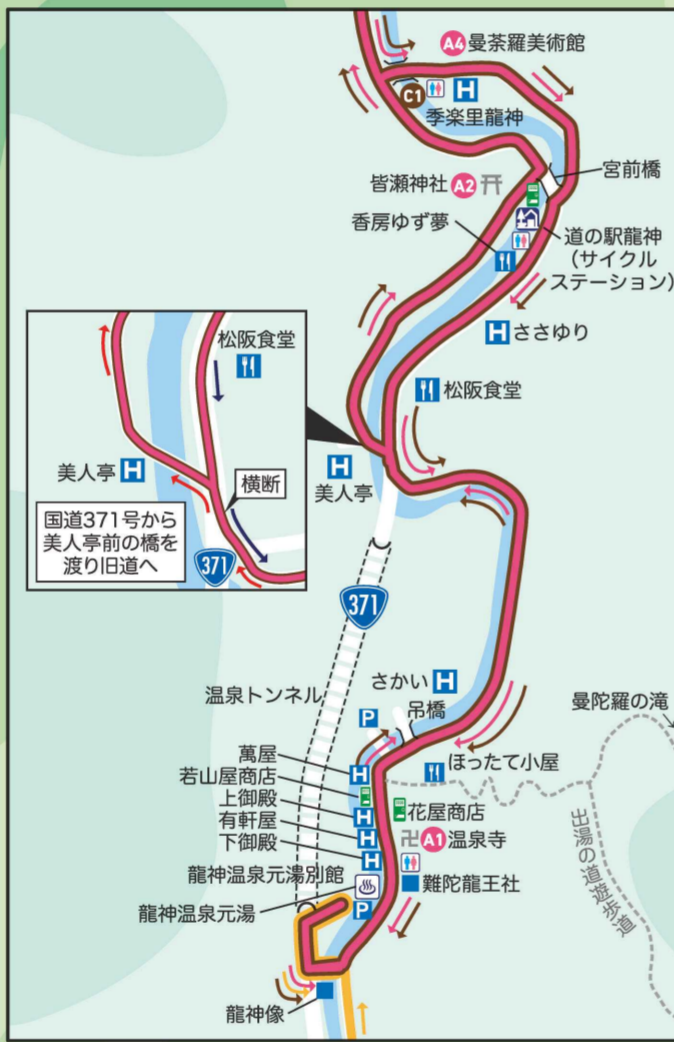 A4 曼荼羅美術館
C1
H
季楽里龍神
宮前橋
皆瀬神社 A2
香房ゆず夢
道の駅龍神
(サイクル
ステーション)
H ささゆり
松阪食堂
松阪食堂
美人亭 H
横断
国道371号から
美人亭前の橋を
渡り旧道へ
371
H
美人亭
371
温泉トンネル
さかい H
吊橋
P
曼陀羅の滝
萬屋 H
ほったて小屋
若山屋商店
上御殿 H
花屋商店
有軒屋 H
卍 A1 温泉寺
下御殿 H
龍神温泉元湯別館
難陀龍王社
龍神温泉元湯
P
出湯の道遊歩道
龍神像